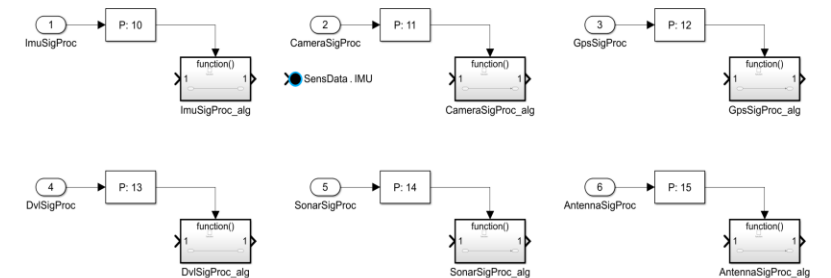 1 P: 10 2 P: 11 3 P: 12
ImuSigProc CameraSigProc GpsSigProc
function() function() function()
1 1 SensData . IMU 1 1 1 1
ImuSigProc_alg CameraSigProc_alg GpsSigProc_alg
4 P: 13 5 P: 14 6 P: 15
DvlSigProc SonarSigProc AntennaSigProc
function() function() function()
1 1 1 1 1 1
DvlSigProc_alg SonarSigProc_alg AntennaSigProc_alg